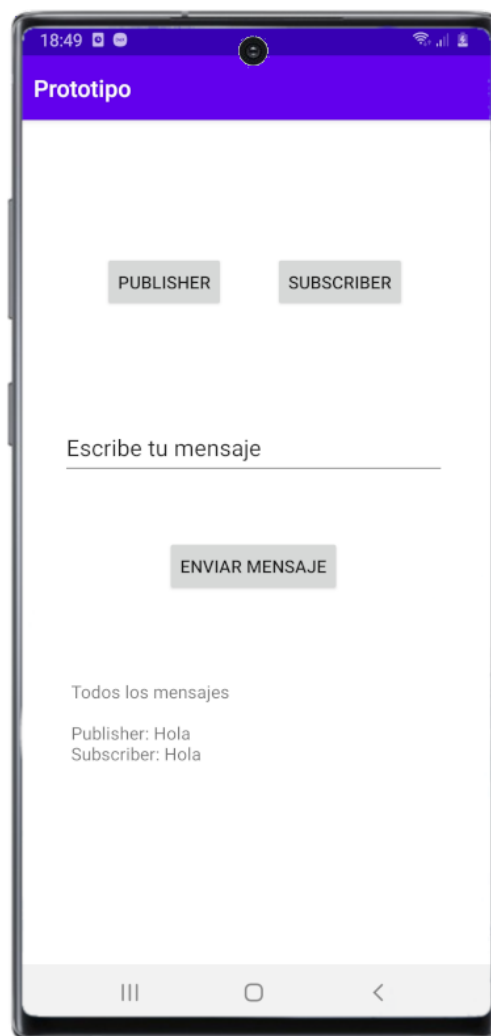 18:49
Prototipo
PUBLISHER SUBSCRIBER
Escribe tu mensaje
ENVIAR MENSAJE
Todos los mensajes
Publisher: Hola
Subscriber: Hola